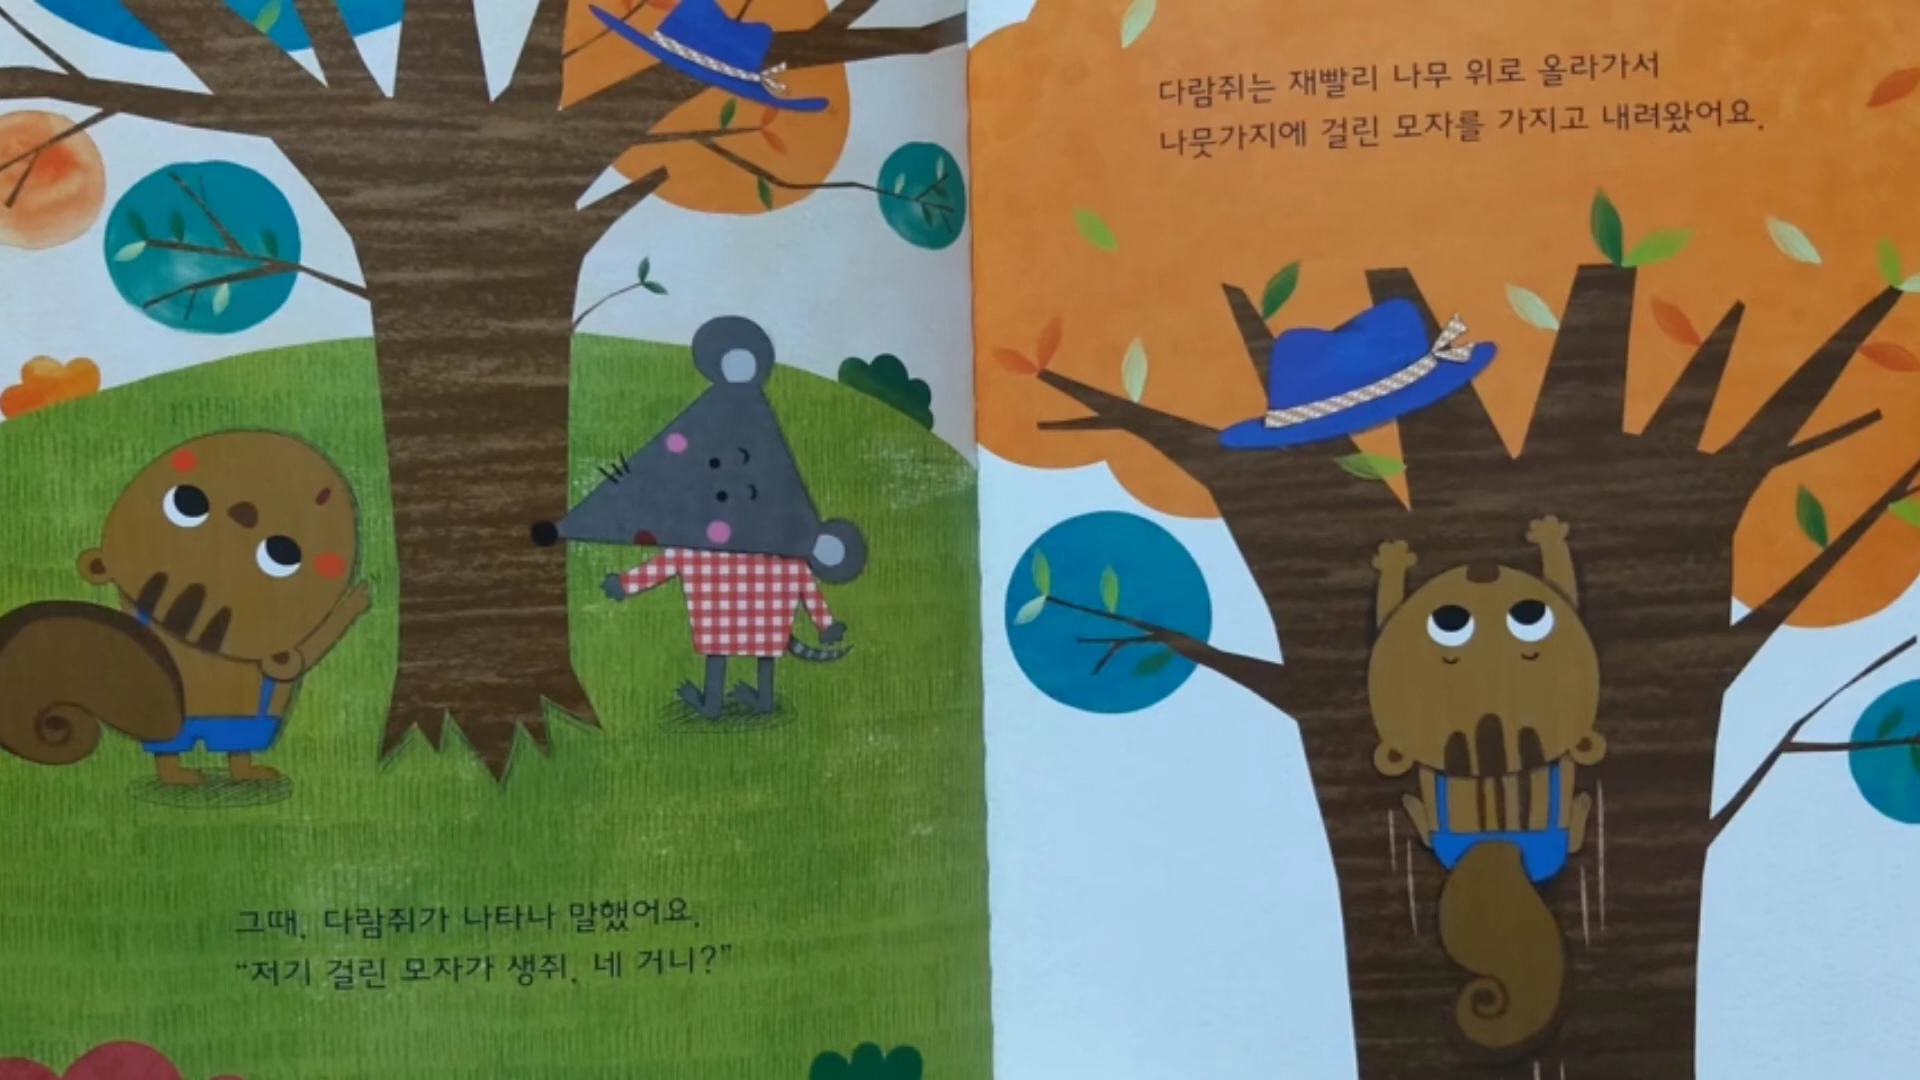 그때, 다람쥐가 나타나 말했어요.
“저기 걸린 모자가 생쥐, 네 거니?”
다람쥐는 재빨리 나무 위로 올라가서
나뭇가지에 걸린 모자를 가지고 내려왔어요.